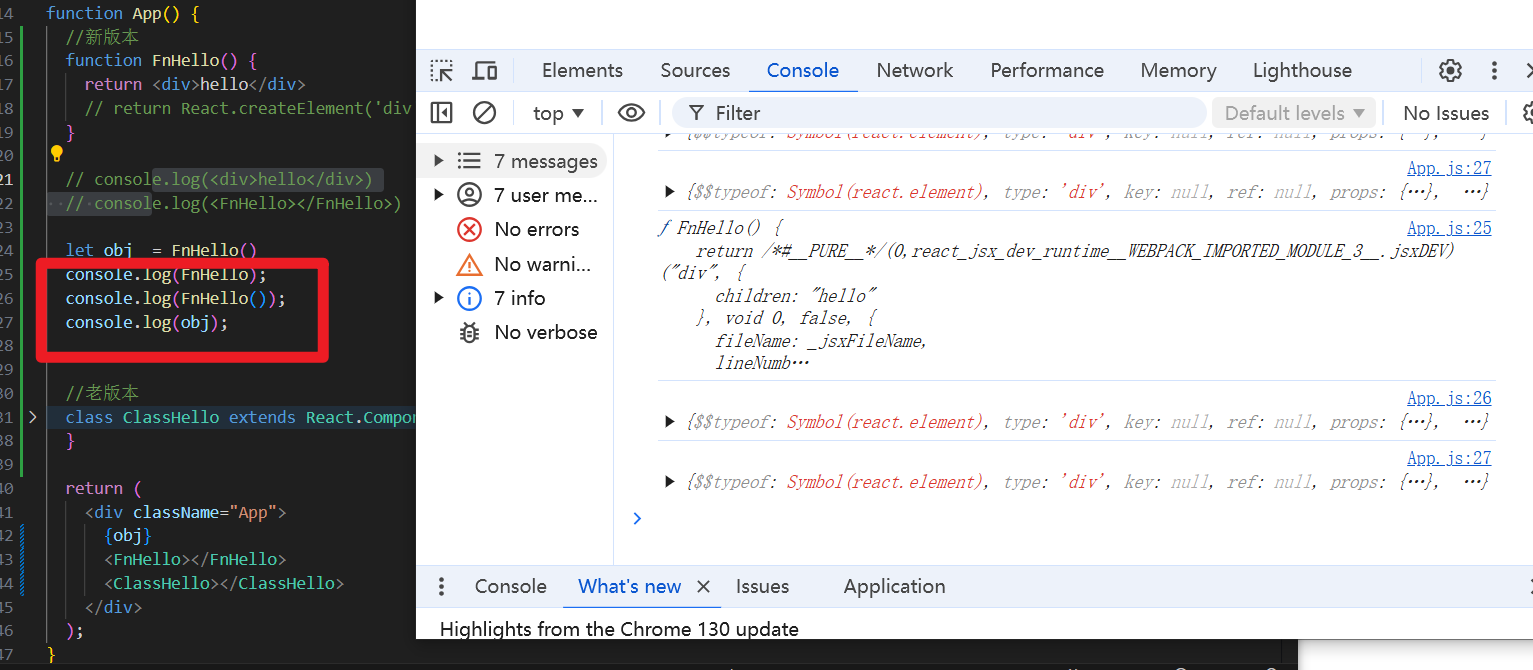 14 function App() {
15 //新版本
16 function FnHello() {
17 return <div>hello</div>
18 // return React.createElement('div
19 }
20
21 // console.log(<div>hello</div>)
22 // console.log(<FnHello></FnHello>)
23
24 let obj = FnHello()
25 console.log(FnHello);
26 console.log(FnHello());
27 console.log(obj);
28
29
30 //老版本
31 class ClassHello extends React.Compor
38 }
39
40 return (
41 <div className="App">
42 {obj}
43 <FnHello></FnHello>
44 <ClassHello></ClassHello>
45 </div>
46 );
47 }
Elements Sources Console Network Performance Memory Lighthouse
top Filter Default levels No Issues
7 messages
7 user me...
No errors
No warni...
7 info
No verbose
{$$typeof: Symbol(react.element), type: 'div', key: null, ref: null, props: {…}, …}
App.js:27
{$$typeof: Symbol(react.element), type: 'div', key: null, ref: null, props: {…}, …}
App.js:25
ƒ FnHello() {
return /*#__PURE__*/(0,react_jsx_dev_runtime__WEBPACK_IMPORTED_MODULE_3__.jsxDEV)
("div", {
children: "hello"
}, void 0, false, {
fileName: _jsxFileName,
lineNumb…
App.js:26
{$$typeof: Symbol(react.element), type: 'div', key: null, ref: null, props: {…}, …}
App.js:27
{$$typeof: Symbol(react.element), type: 'div', key: null, ref: null, props: {…}, …}
Console What's new Issues Application
Highlights from the Chrome 130 update